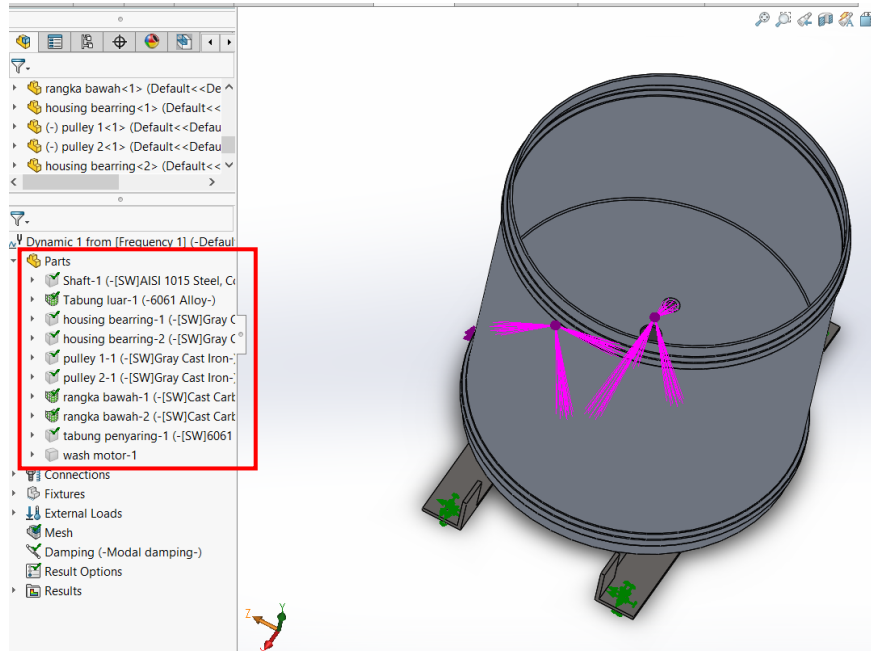 rangka bawah<1> (Default<<De
housing bearring<1> (Default<<
(-) pulley 1<1> (Default<<Defau
(-) pulley 2<1> (Default<<Defau
housing bearring<2> (Default<<
Dynamic 1 from [Frequency 1] (-Defaul
Parts
Shaft-1 (-[SW]AISI 1015 Steel, Co
Tabung luar-1 (-6061 Alloy-)
housing bearring-1 (-[SW]Gray C
housing bearring-2 (-[SW]Gray C
pulley 1-1 (-[SW]Gray Cast Iron-)
pulley 2-1 (-[SW]Gray Cast Iron-)
rangka bawah-1 (-[SW]Cast Carb
rangka bawah-2 (-[SW]Cast Carb
tabung penyaring-1 (-[SW]6061
wash motor-1
Connections
Fixtures
External Loads
Mesh
Damping (-Modal damping-)
Result Options
Results
Z
Y